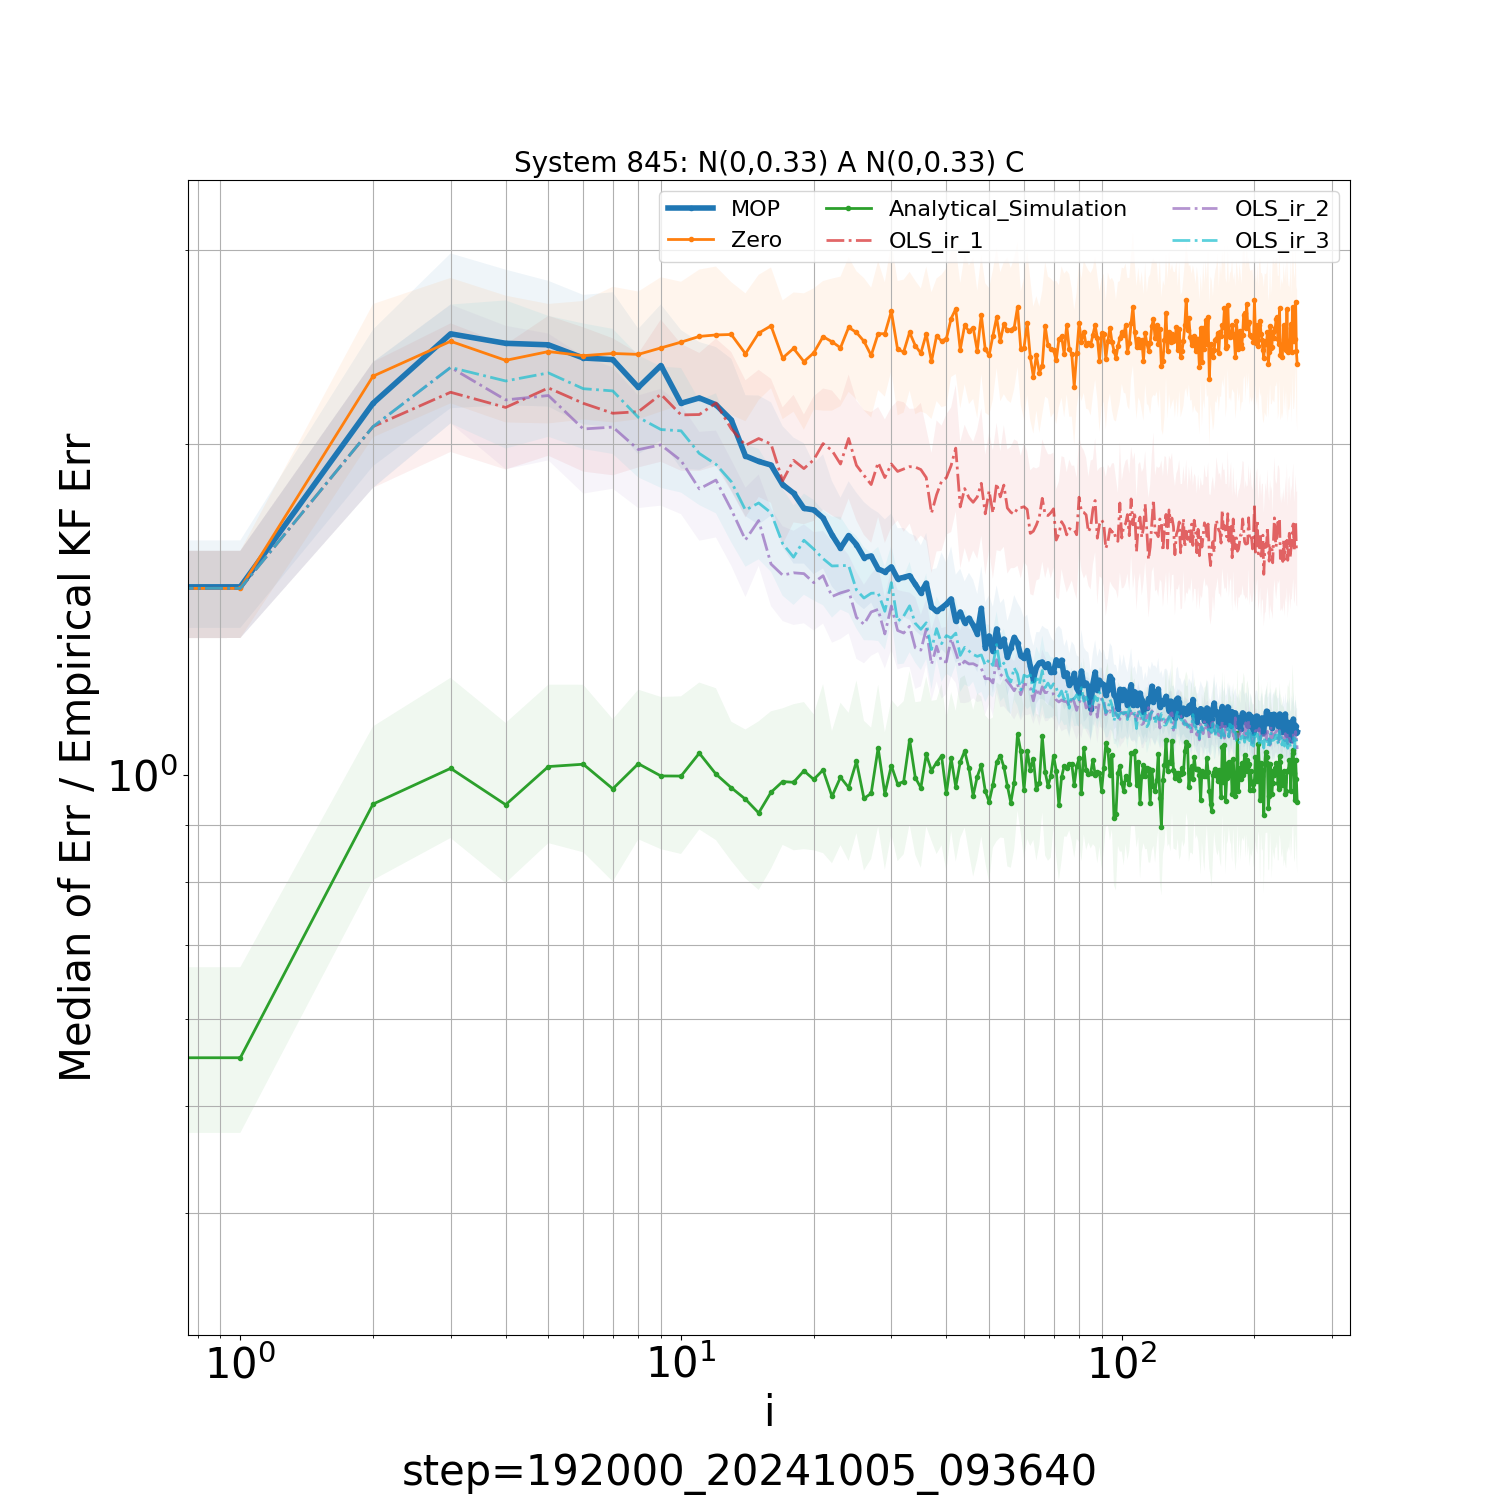 System 845: N(0,0.33) A N(0,0.33) C
MOP
Zero
Analytical_Simulation
OLS_ir_1
OLS_ir_2
OLS_ir_3
Median of Err / Empirical KF Err
10⁰
10⁰
10¹
10²
i
step=192000_20241005_093640